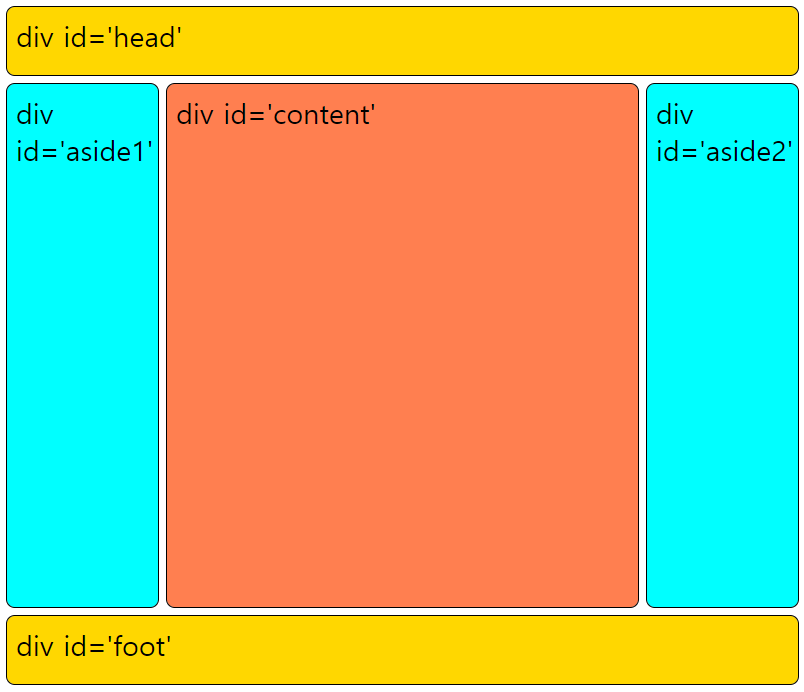 div id='head'
div
id='aside1'
div id='content'
div
id='aside2'
div id='foot'